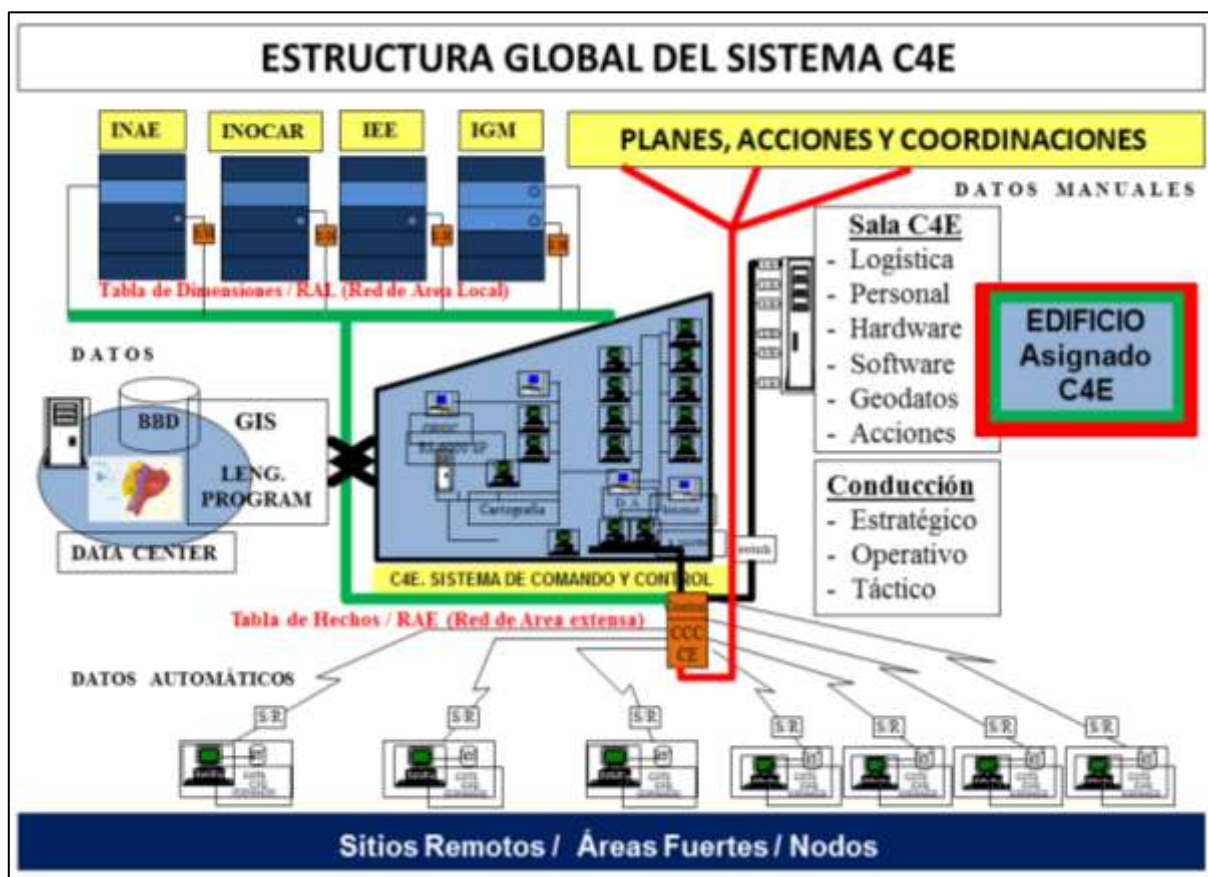 ESTRUCTURA GLOBAL DEL SISTEMA C4E
INAE
INOCAR
IEE
IGM
PLANES, ACCIONES Y COORDINACIONES
DATOS MANUALES
Sala C4E
- Logística
- Personal
- Hardware
- Software
- Geodatos
- Acciones
EDIFICIO
Asignado
C4E
Tabla de Dimensiones / RAL (Red de Area Local)
DATOS
BBD
GIS
LENG.
PROGRAM
DATA CENTER
Cartografía
D A
Internet
switch
C4E. SISTEMA DE COMANDO Y CONTROL
Conducción
- Estratégico
- Operativo
- Táctico
Tabla de Hechos / RAE (Red de Area extensa)
CCC
CE
DATOS AUTOMÁTICOS
S/R
S/R
S/R
S/R
S/R
S/R
S/R
Sitios Remotos / Áreas Fuertes / Nodos